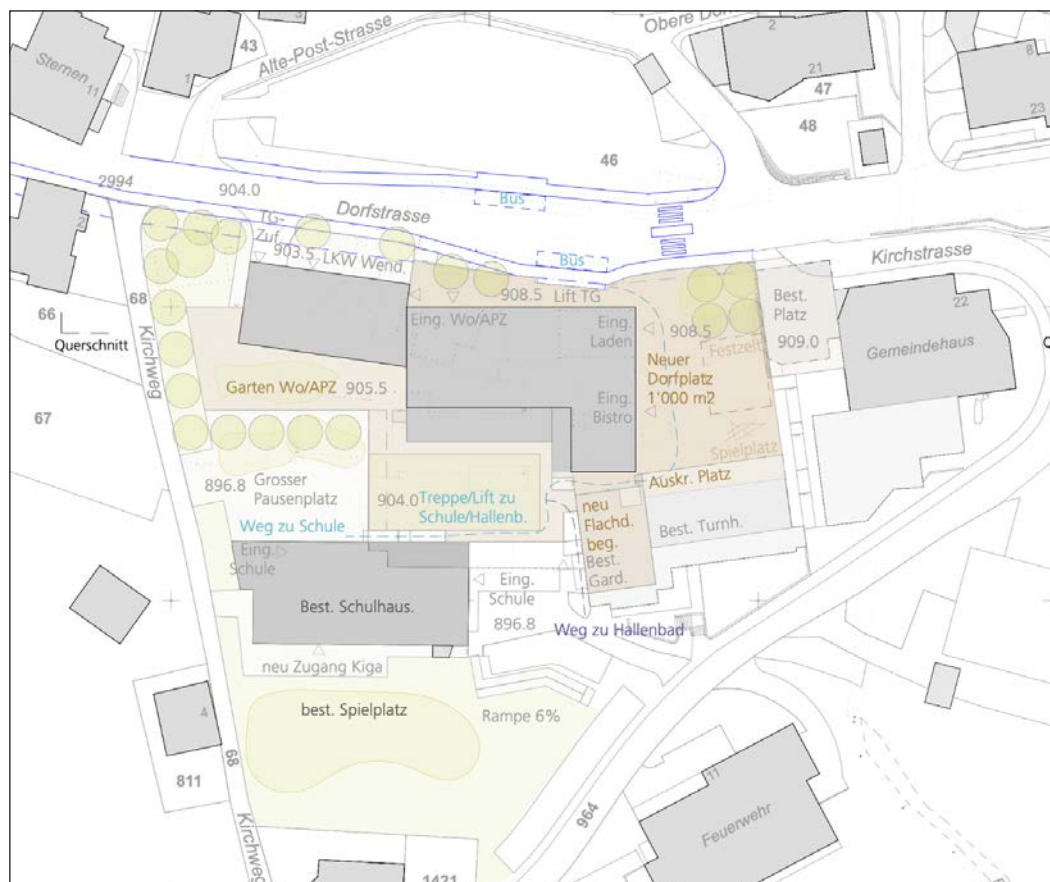 3
43
Alte-Post-Strasse
Sternen
11
1
Obere Do
2
21
47
48
8
23
46
2994
904.0
Dorfstrasse
Bus
Bus
TG-
Zuf.
903.5
LKW Wend.
2
68
66
Querschnitt
Kirchweg
67
908.5
Lift TG
Eing. Wo/APZ
Eing.
Laden
908.5
Festzelt
Neuer
Dorfplatz
1'000 m2
Eing.
Bistro
Spielplatz
Best.
Platz
909.0
Kirchstrasse
22
Gemeindehaus
Q
Garten Wo/APZ
905.5
896.8
Grosser
Pausenplatz
904.0
Treppe/Lift zu
Schule/Hallenb.
Weg zu Schule
Auskr. Platz
neu
Flachd.
beg.
Best.
Gard.
Best. Turnh.
Eing.
Schule
Best. Schulhaus.
Eing.
Schule
896.8
Weg zu Hallenbad
neu Zugang Kiga
best. Spielplatz
Rampe 6%
4
811
68
Kirchweg
964
11
Feuerwehr
1421